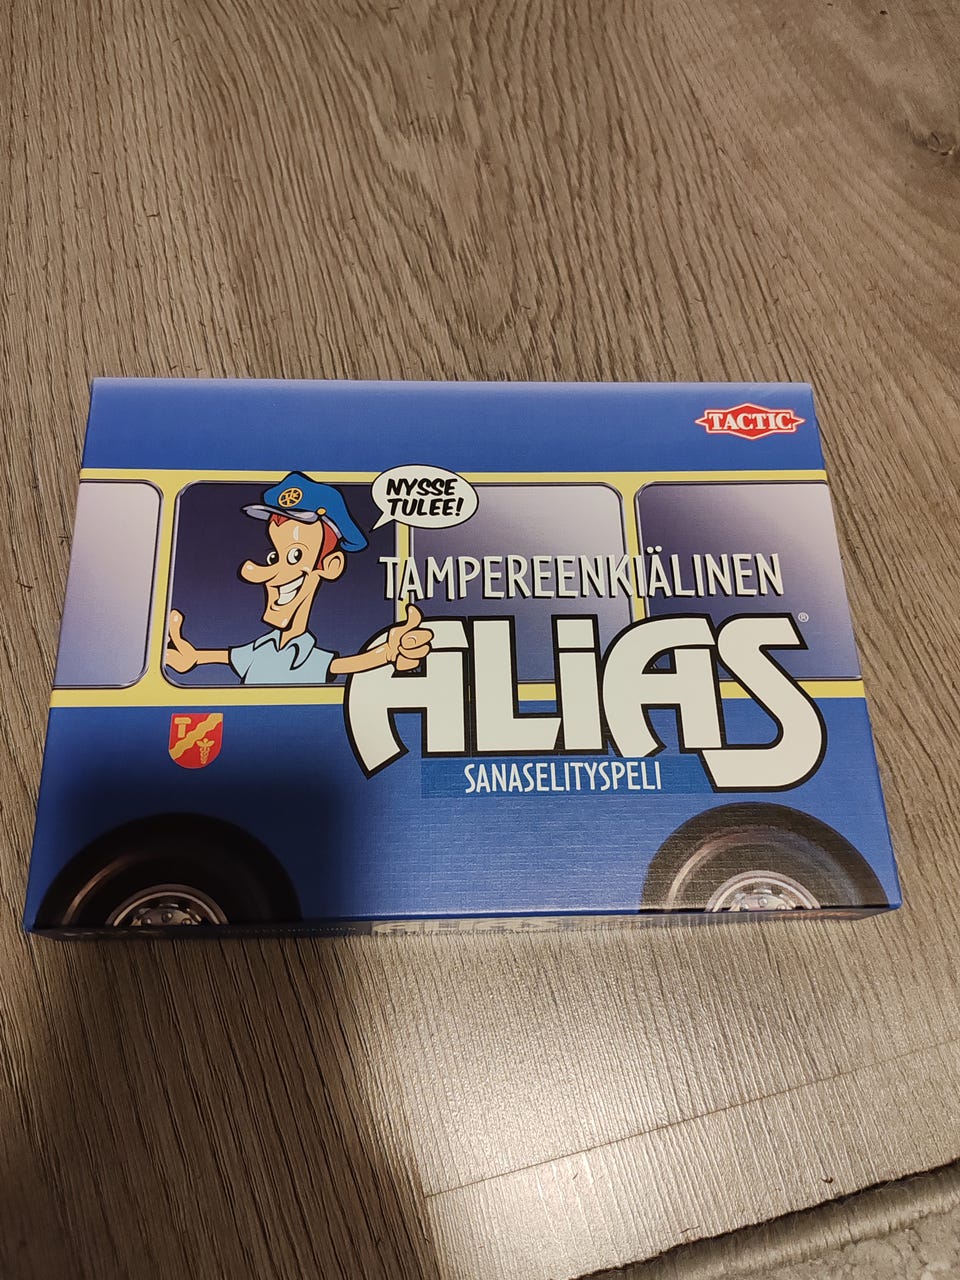 TACTIC
NYSSE
TULEE!
TAMPEREENKIÄLINEN
ALIAS®
SANASELITYSPELI